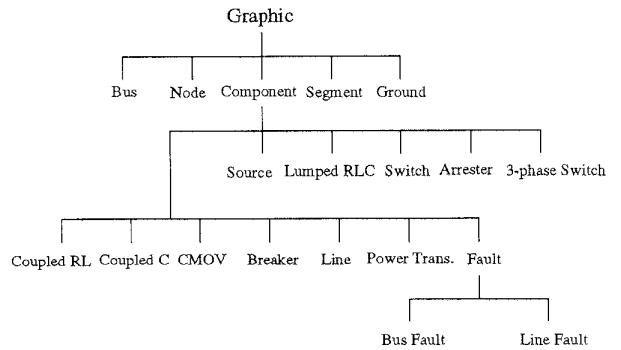 Graphic
Bus Node Component Segment Ground
Source Lumped RLC Switch Arrester 3-phase Switch
Coupled RL Coupled C CMOV Breaker Line Power Trans. Fault
Bus Fault Line Fault